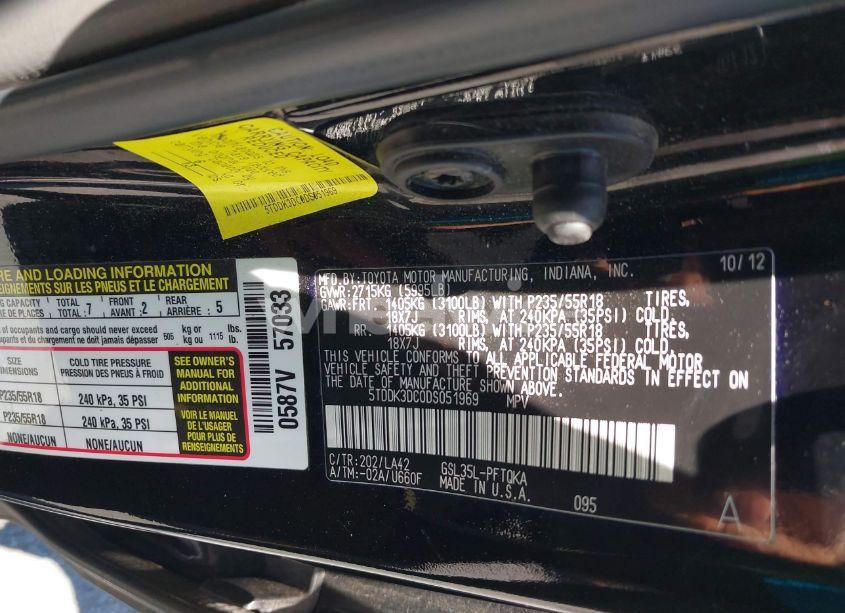 CAUTION: LOAD
CARRYING CAPACITY
5TDDK3DC0DS051969
RE AND LOADING INFORMATION
SEIGNEMENTS SUR LES PNEUS ET LE CHARGEMENT
NG CAPACITY TOTAL 7 FRONT 2 REAR 5
TOTAL: AVANT: ARRIÈRE:
of occupants and cargo should never exceed kg or lbs.
cupants et du chargement ne doit jamais dépasser 505 kg ou 1115 lb.
SIZE
DIMENSIONS
COLD TIRE PRESSURE
PRESSION DES PNEUS À FROID
P235/55R18 240 kPa, 35 PSI
P235/55R18 240 kPa, 35 PSI
NONE/AUCUN NONE/AUCUN
SEE OWNER'S
MANUAL FOR
ADDITIONAL
INFORMATION
VOIR LE MANUEL
DE L'USAGER
POUR PLUS DE
RENSEIGNEMENTS
0587V 57033
MFD.BY:TOYOTA MOTOR MANUFACTURING, INDIANA, INC. 10/12
GVWR:2715KG (5985LB)
GAWR:FRT. 1405KG (3100LB) WITH P235/55R18 TIRES,
18X7J RIMS, AT 240KPA (35PSI) COLD.
RR. 1405KG (3100LB) WITH P235/55R18 TIRES,
18X7J RIMS, AT 240KPA (35PSI) COLD.
THIS VEHICLE CONFORMS TO ALL APPLICABLE FEDERAL MOTOR
VEHICLE SAFETY AND THEFT PREVENTION STANDARDS IN EFFECT ON
THE DATE OF MANUFACTURE SHOWN ABOVE.
5TDDK3DC0DS051969 MPV
C/TR:202/LA42 GSL35L-PFTQKA
A/TM:-02A/U660F MADE IN U.S.A. 095
A